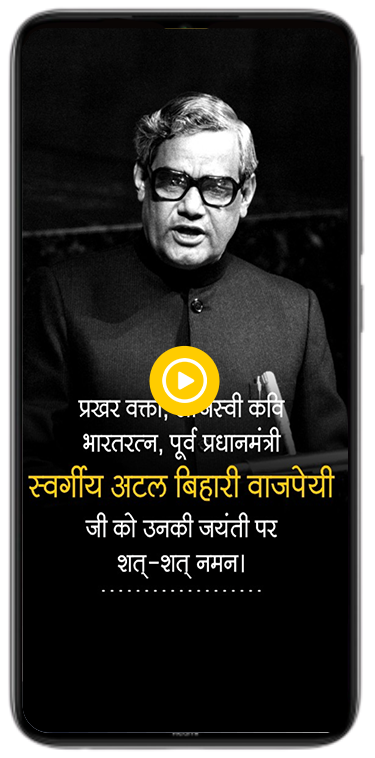 प्रखर वक्ता, कवि
भारतरत्न, पूर्व प्रधानमंत्री
स्वर्गीय अटल बिहारी वाजपेयी
जी को उनकी जयंती पर
शत्-शत् नमन।